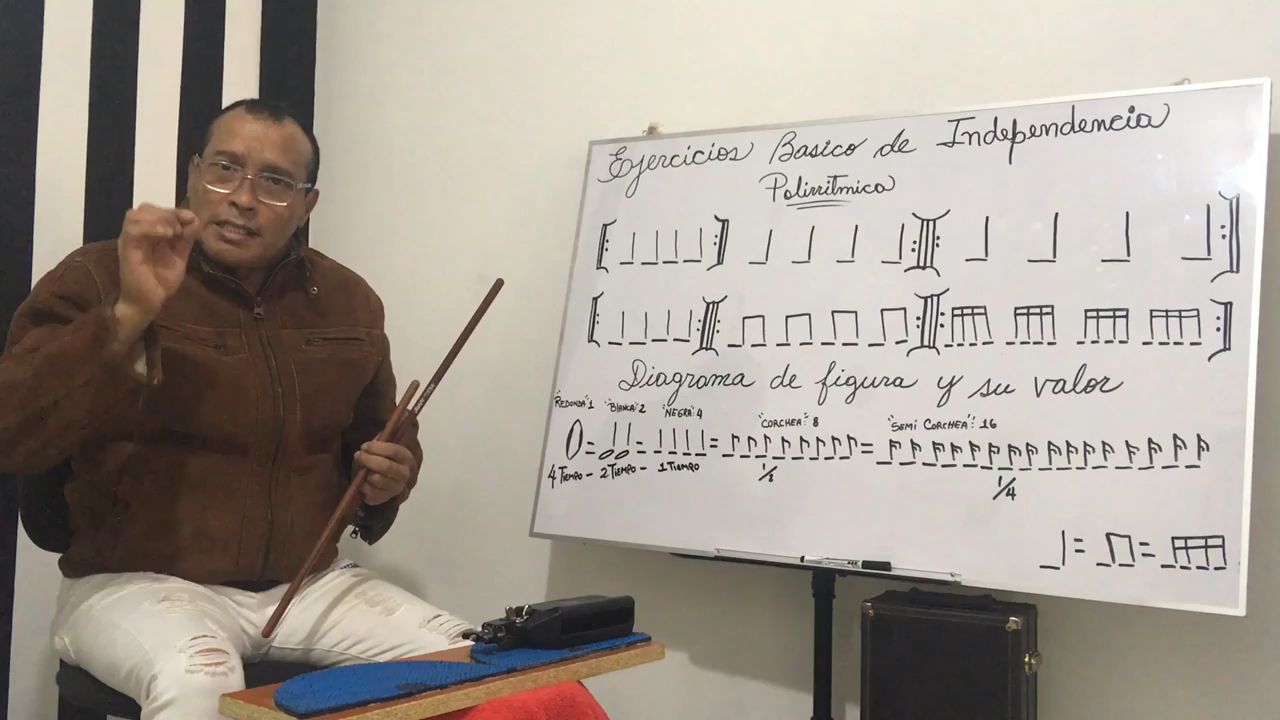 Ejercicios Basico de Independencia
Polirritmica
Diagrama de figura y su valor
"REDONDA":1 "BLANCA":2 "NEGRA":4 "CORCHEA": 8 "SEMI CORCHEA": 16
= = = =
4 TIEMPO - 2 TIEMPO - 1 TIEMPO 1/2 1/4
= =